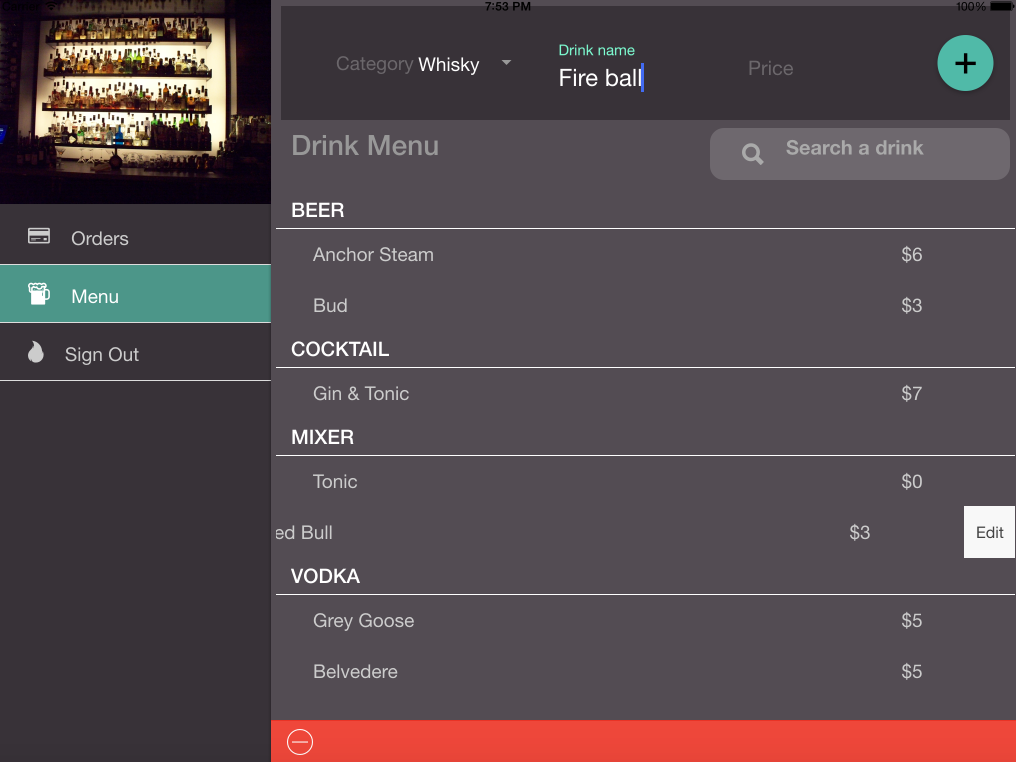 7:53 PM
100%
Category Whisky
Drink name
Fire ball
Price
Drink Menu
Search a drink
Orders
Menu
Sign Out
BEER
Anchor Steam $6
Bud $3
COCKTAIL
Gin & Tonic $7
MIXER
Tonic $0
ed Bull $3 Edit
VODKA
Grey Goose $5
Belvedere $5